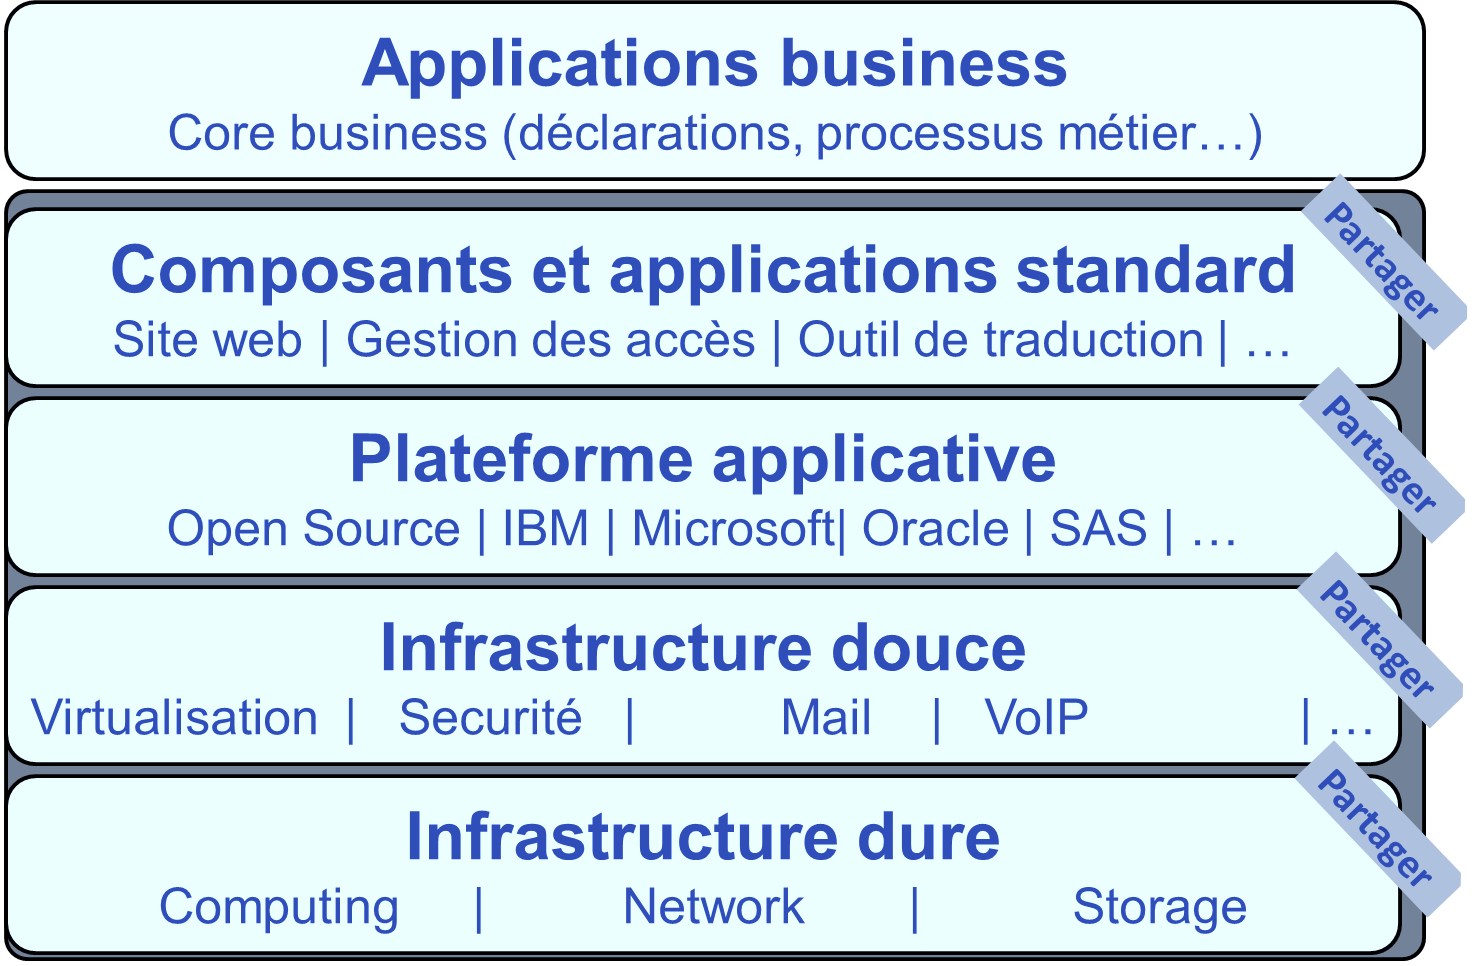 Applications business
Core business (déclarations, processus métier…)
Partager
Composants et applications standard
Site web | Gestion des accès | Outil de traduction | …
Partager
Plateforme applicative
Open Source | IBM | Microsoft| Oracle | SAS | …
Partager
Infrastructure douce
Virtualisation | Securité | Mail | VoIP | …
Partager
Infrastructure dure
Computing | Network | Storage